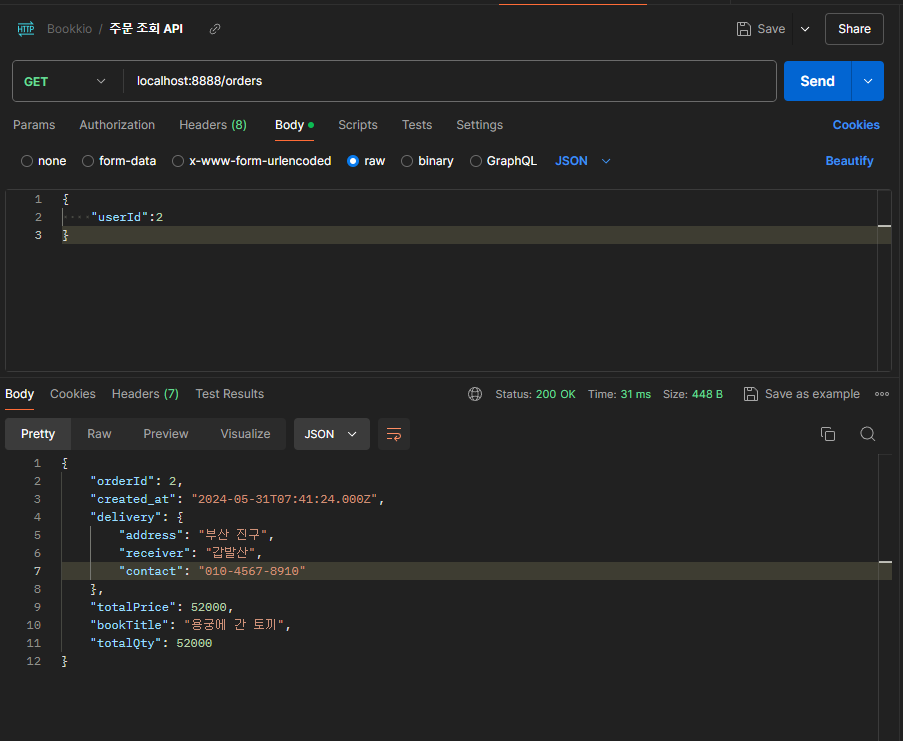 HTTP Bookkio / 주문 조회 API Save Share
GET localhost:8888/orders Send
Params Authorization Headers (8) Body Scripts Tests Settings Cookies
none form-data x-www-form-urlencoded raw binary GraphQL JSON Beautify
1 {
2 ····"userId":2
3 }
Body Cookies Headers (7) Test Results Status: 200 OK Time: 31 ms Size: 448 B Save as example
Pretty Raw Preview Visualize JSON
1 {
2 "orderId": 2,
3 "created_at": "2024-05-31T07:41:24.000Z",
4 "delivery": {
5 "address": "부산 진구",
6 "receiver": "갑발산",
7 "contact": "010-4567-8910"
8 },
9 "totalPrice": 52000,
10 "bookTitle": "용궁에 간 토끼",
11 "totalQty": 52000
12 }